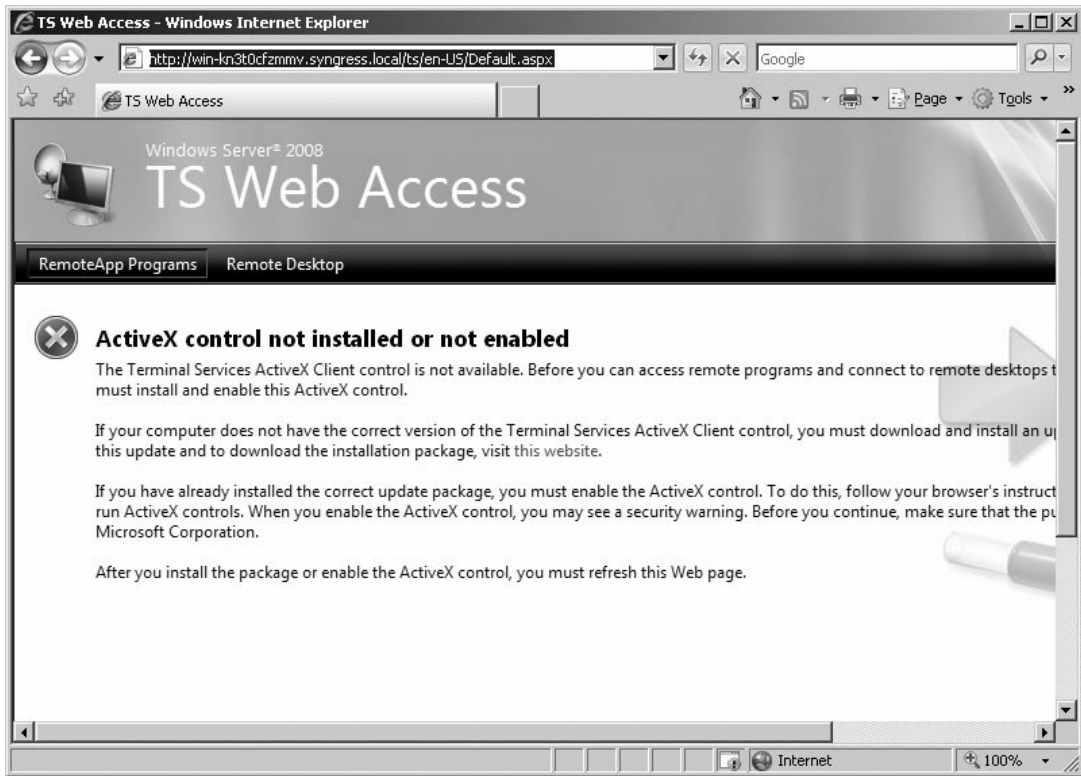 TS Web Access - Windows Internet Explorer
http://win-kn3t0cfzmmv.syngress.local/ts/en-US/Default.aspx
Google
TS Web Access
Page
Tools
»
Windows Server® 2008
TS Web Access
RemoteApp Programs Remote Desktop
ActiveX control not installed or not enabled
The Terminal Services ActiveX Client control is not available. Before you can access remote programs and connect to remote desktops
must install and enable this ActiveX control.
If your computer does not have the correct version of the Terminal Services ActiveX Client control, you must download and install an
this update and to download the installation package, visit this website.
If you have already installed the correct update package, you must enable the ActiveX control. To do this, follow your browser's
run ActiveX controls. When you enable the ActiveX control, you may see a security warning. Before you continue, make sure that the
Microsoft Corporation.
After you install the package or enable the ActiveX control, you must refresh this Web page.
Internet 100%